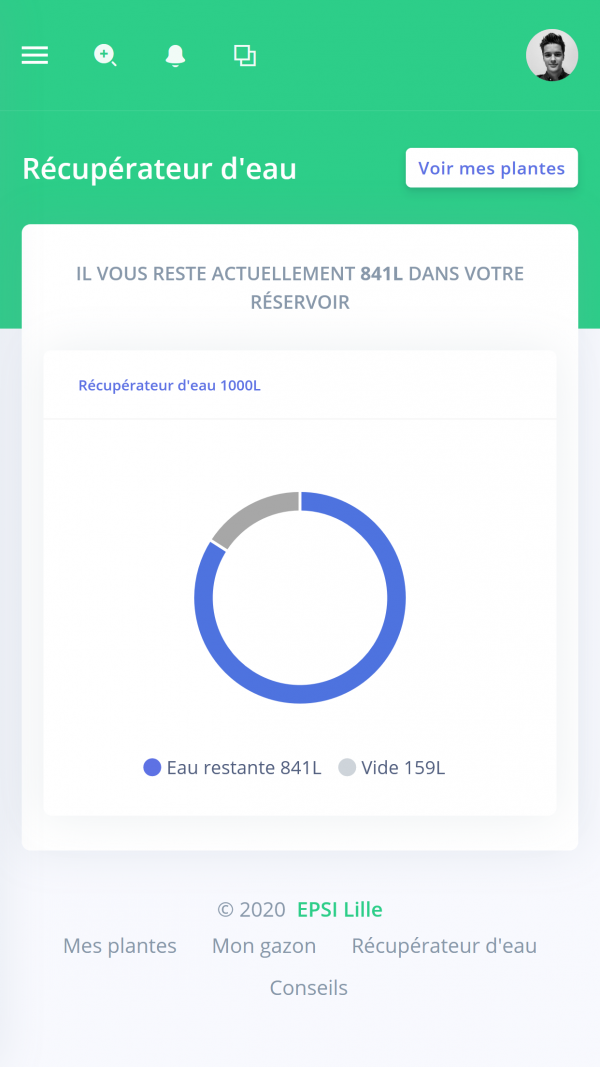 Récupérateur d'eau
Voir mes plantes
IL VOUS RESTE ACTUELLEMENT 841L DANS VOTRE
RÉSERVOIR
Récupérateur d'eau 1000L
Eau restante 841L Vide 159L
© 2020 EPSI Lille
Mes plantes Mon gazon Récupérateur d'eau
Conseils